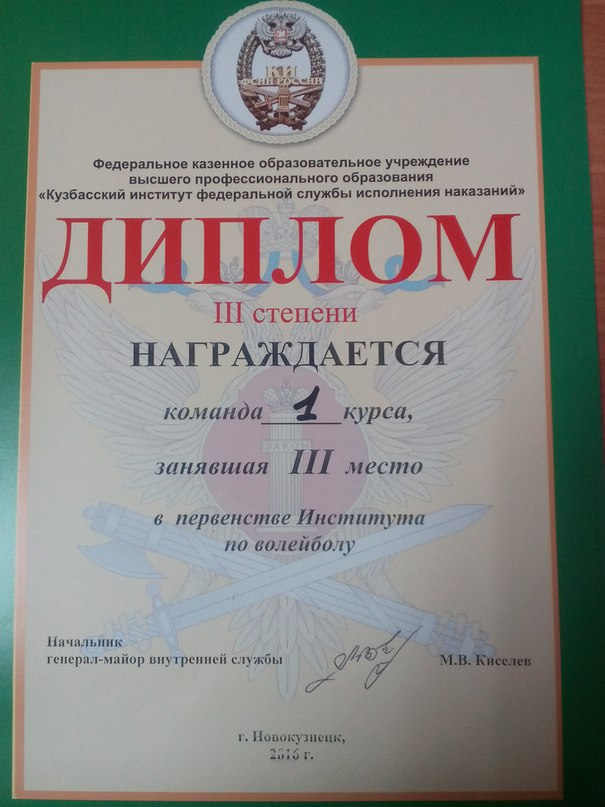 КИ
ФСИН РОССИИ
Федеральное казенное образовательное учреждение
высшего профессионального образования
«Кузбасский институт федеральной службы исполнения наказаний»
ДИПЛОМ
III степени
НАГРАЖДАЕТСЯ
команда 1 курса,
занявшая III место
ЗАКОН
в первенстве Института
по волейболу
Начальник
генерал-майор внутренней службы М.В. Киселев
г. Новокузнецк,
2016 г.